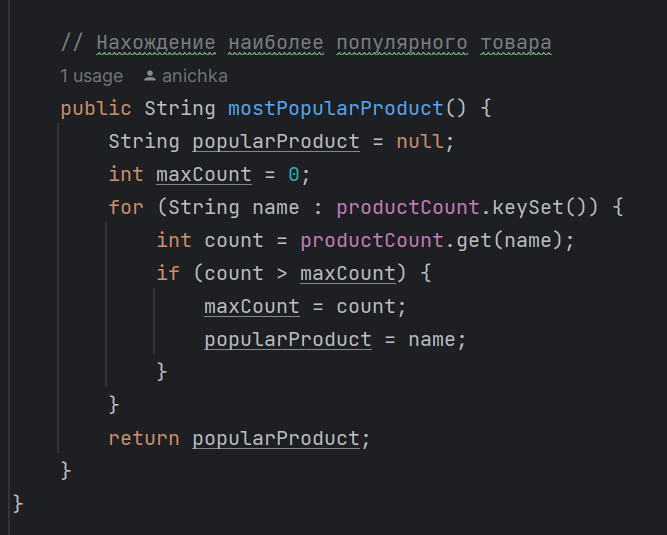 // Нахождение наиболее популярного товара
1 usage anichka
public String mostPopularProduct() {
String popularProduct = null;
int maxCount = 0;
for (String name : productCount.keySet()) {
int count = productCount.get(name);
if (count > maxCount) {
maxCount = count;
popularProduct = name;
}
}
return popularProduct;
}
}